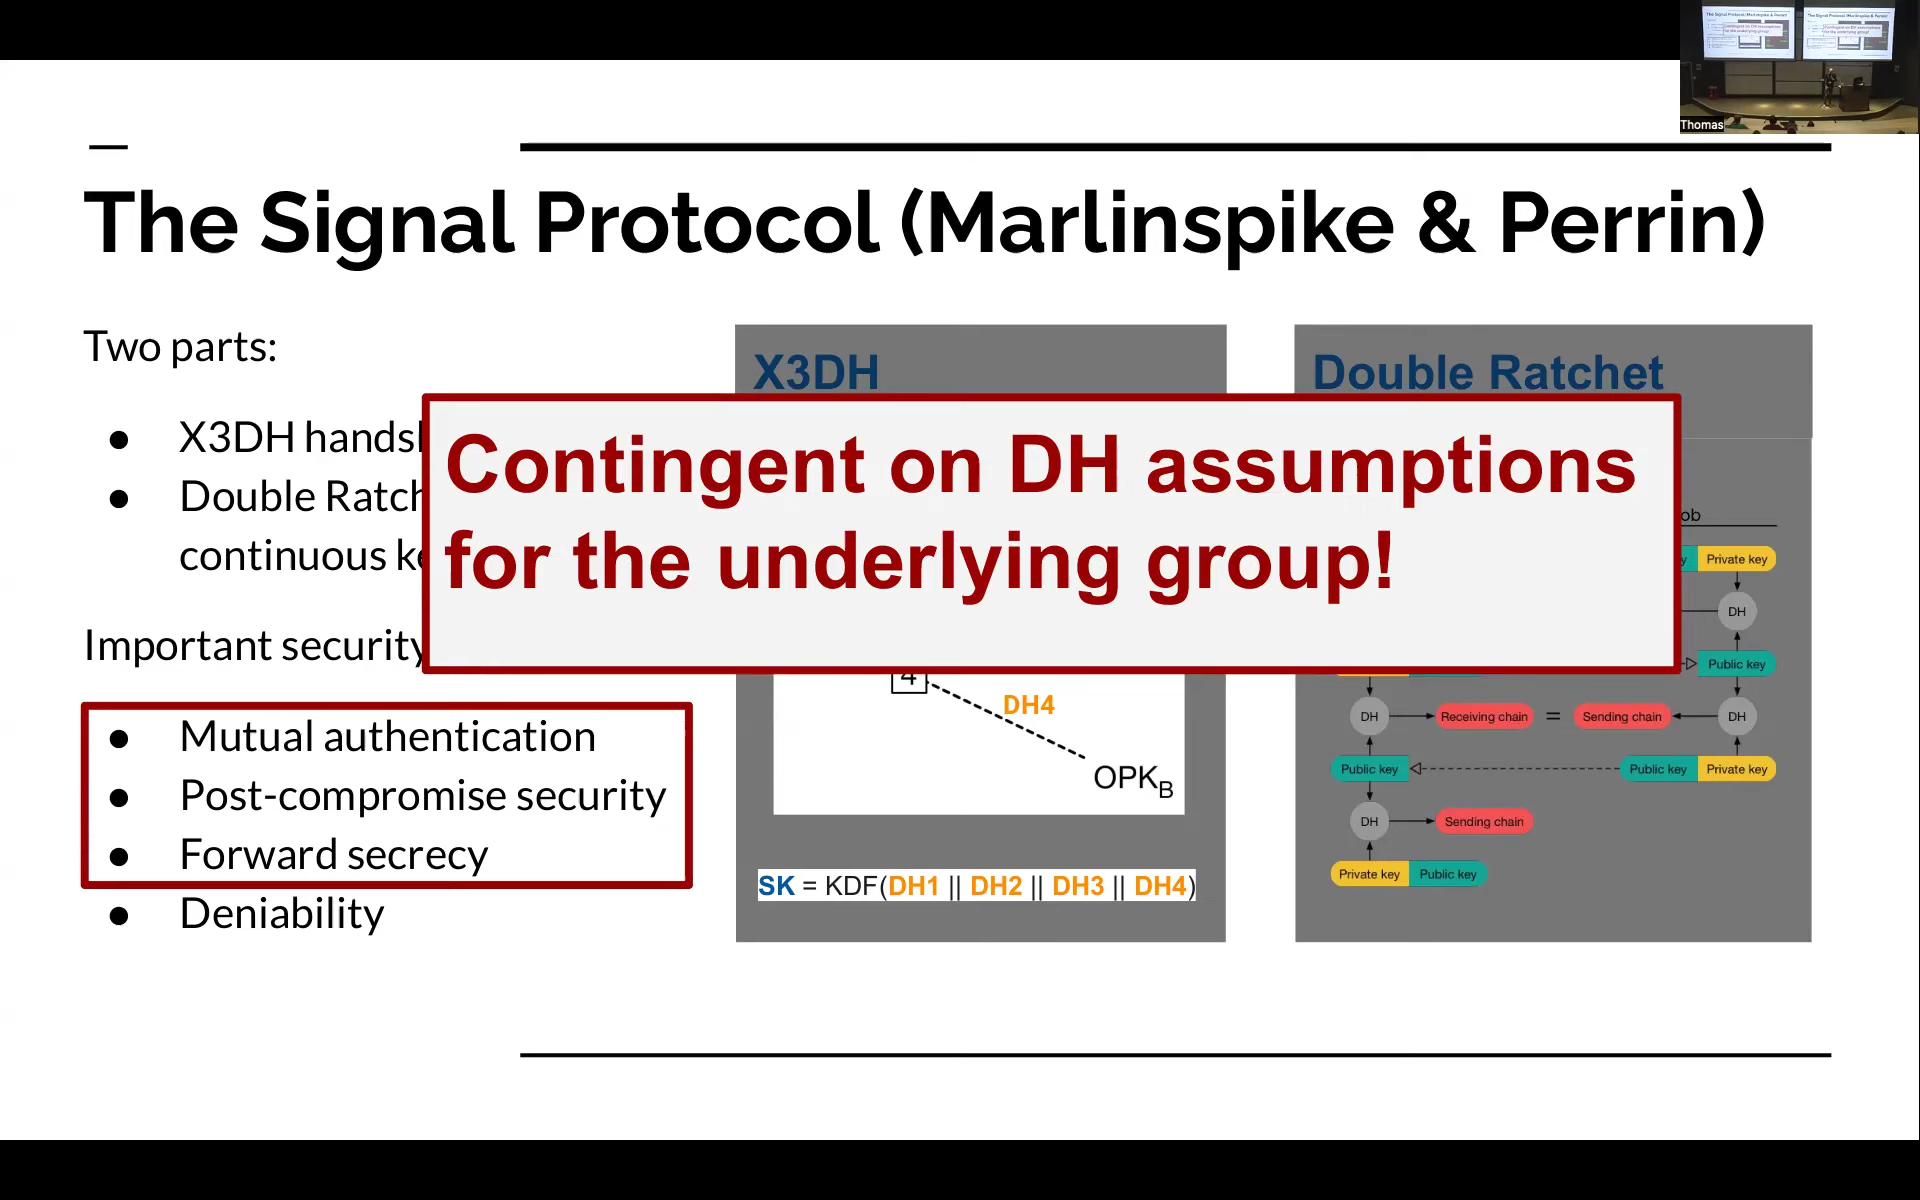 Thomas
The Signal Protocol (Marlinspike & Perrin)
Two parts:
● X3DH
● Double
continuous
Important security
● Mutual authentication
● Post-compromise security
● Forward secrecy
● Deniability
X3DH
Contingent on DH assumptions
for the underlying group!
4
DH4
OPKB
SK = KDF(DH1 || DH2 || DH3 || DH4)
Double Ratchet
Private key
DH
Public key
DH Receiving chain = Sending chain DH
Public key Public key Private key
DH Sending chain
Private key Public key